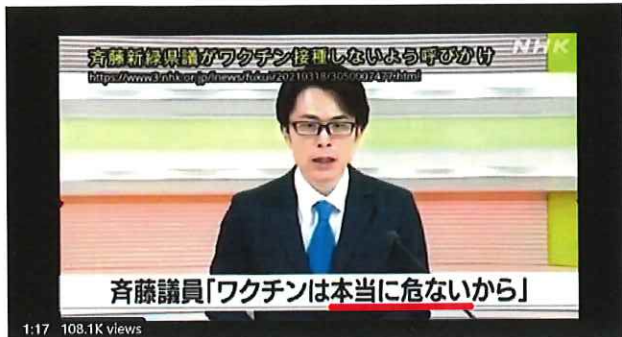 斉藤新緑県議がワクチン接種しないよう呼びかけ
NHK
https://www3.nhk.or.jp/lnews/fukui/20210318/3050007477.html
斉藤議員「ワクチンは本当に危ないから」
1:17 108.1K views